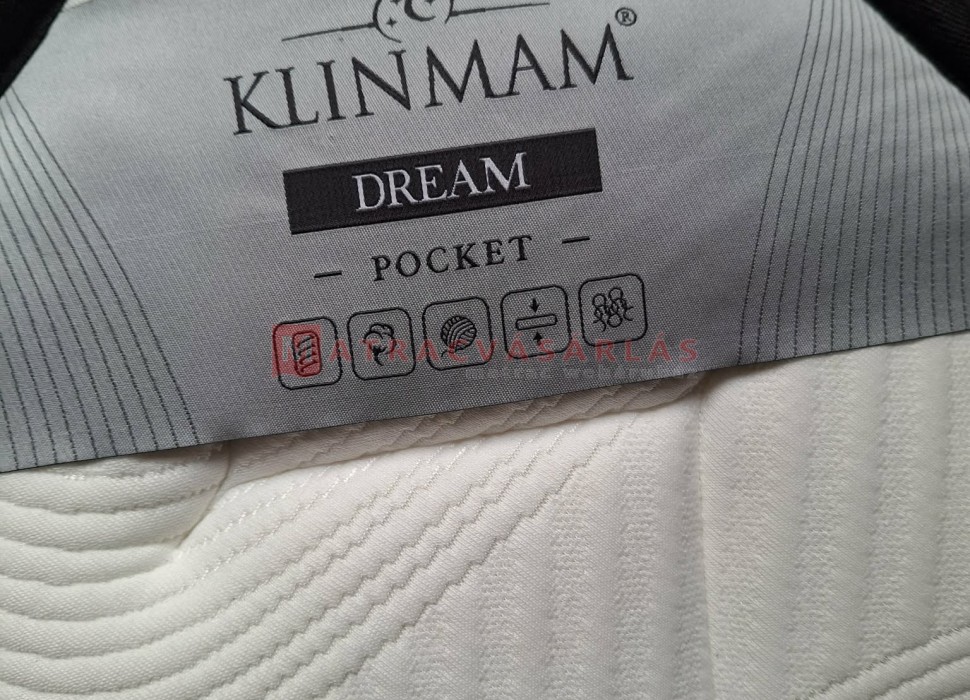 KLINMAM®
DREAM
— POCKET —
MATRACVÁSÁRLÁS